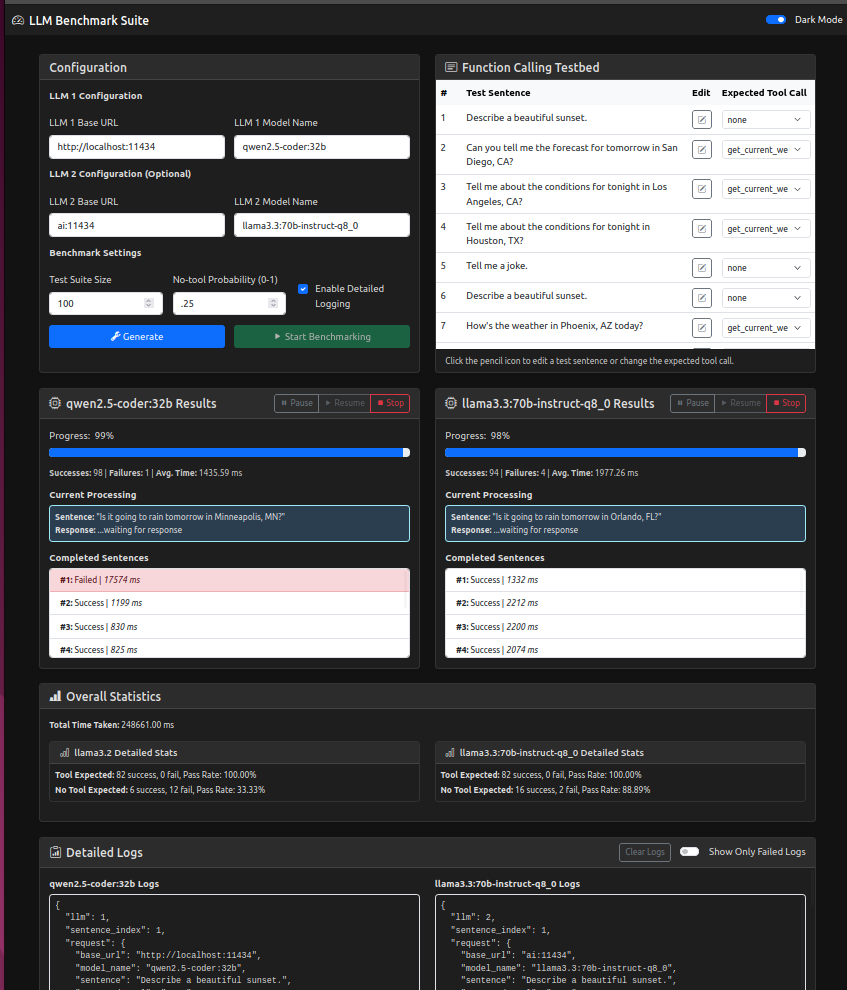 LLM Benchmark Suite
Dark Mode
Configuration
LLM 1 Configuration
LLM 1 Base URL
LLM 1 Model Name
http://localhost:11434
qwen2.5-coder:32b
LLM 2 Configuration (Optional)
LLM 2 Base URL
LLM 2 Model Name
ai:11434
llama3.3:70b-instruct-q8_0
Benchmark Settings
Test Suite Size
No-tool Probability (0-1)
Enable Detailed
Logging
100
.25
Generate
Start Benchmarking
Function Calling Testbed
# Test Sentence Edit Expected Tool Call
1 Describe a beautiful sunset. none
2 Can you tell me the forecast for tomorrow in San
Diego, CA? get_current_we
3 Tell me about the conditions for tonight in Los
Angeles, CA? get_current_we
4 Tell me about the conditions for tonight in
Houston, TX? get_current_we
5 Tell me a joke. none
6 Describe a beautiful sunset. none
7 How's the weather in Phoenix, AZ today? get_current_we
Click the pencil icon to edit a test sentence or change the expected tool call.
qwen2.5-coder:32b Results
Pause Resume Stop
Progress: 99%
Successes: 98 | Failures: 1 | Avg. Time: 1435.59 ms
Current Processing
Sentence: "Is it going to rain tomorrow in Minneapolis, MN?"
Response: ...waiting for response
Completed Sentences
#1: Failed | 17574 ms
#2: Success | 1199 ms
#3: Success | 830 ms
#4: Success | 825 ms
llama3.3:70b-instruct-q8_0 Results
Pause Resume Stop
Progress: 98%
Successes: 94 | Failures: 4 | Avg. Time: 1977.26 ms
Current Processing
Sentence: "Is it going to rain tomorrow in Orlando, FL?"
Response: ...waiting for response
Completed Sentences
#1: Success | 1332 ms
#2: Success | 2212 ms
#3: Success | 2200 ms
#4: Success | 2074 ms
Overall Statistics
Total Time Taken: 248661.00 ms
llama3.2 Detailed Stats
Tool Expected: 82 success, 0 fail, Pass Rate: 100.00%
No Tool Expected: 6 success, 12 fail, Pass Rate: 33.33%
llama3.3:70b-instruct-q8_0 Detailed Stats
Tool Expected: 82 success, 0 fail, Pass Rate: 100.00%
No Tool Expected: 16 success, 2 fail, Pass Rate: 88.89%
Detailed Logs
Clear Logs
Show Only Failed Logs
qwen2.5-coder:32b Logs
{
"llm": 1,
"sentence_index": 1,
"request": {
"base_url": "http://localhost:11434",
"model_name": "qwen2.5-coder:32b",
"sentence": "Describe a beautiful sunset.",
llama3.3:70b-instruct-q8_0 Logs
{
"llm": 2,
"sentence_index": 1,
"request": {
"base_url": "ai:11434",
"model_name": "llama3.3:70b-instruct-q8_0",
"sentence": "Describe a beautiful sunset.",